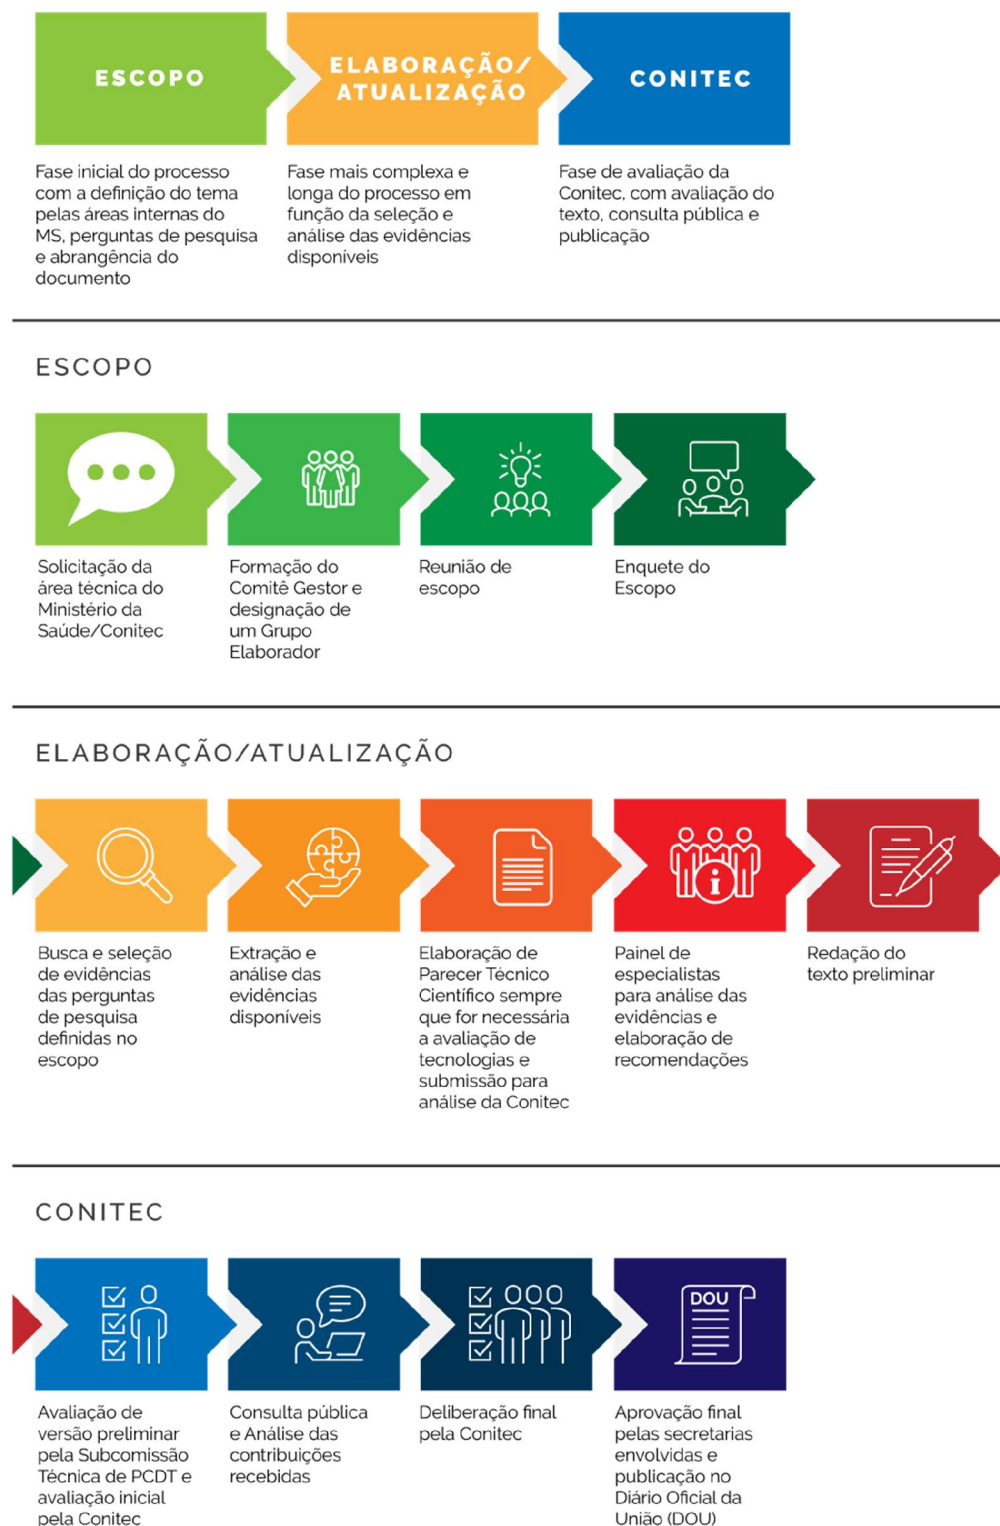 ESCOPO
Fase inicial do processo
com a definição do tema
pelas áreas internas do
MS, perguntas de pesquisa
e abrangência do
documento
ELABORAÇÃO/
ATUALIZAÇÃO
Fase mais complexa e
longa do processo em
função da seleção e
análise das evidências
disponíveis
CONITEC
Fase de avaliação da
Conitec, com avaliação do
texto, consulta pública e
publicação
ESCOPO
Solicitação da
área técnica do
Ministério da
Saúde/Conitec
Formação do
Comitê Gestor e
designação de
um Grupo
Elaborador
Reunião de
escopo
Enquete do
Escopo
ELABORAÇÃO/ATUALIZAÇÃO
Busca e seleção
de evidências
das perguntas
de pesquisa
definidas no
escopo
Extração e
análise das
evidências
disponíveis
Elaboração de
Parecer Técnico
Científico sempre
que for necessária
a avaliação de
tecnologias e
submissão para
análise da Conitec
Painel de
especialistas
para análise das
evidências e
elaboração de
recomendações
Redação do
texto preliminar
CONITEC
Avaliação de
versão preliminar
pela Subcomissão
Técnica de PCDT e
avaliação inicial
pela Conitec
Consulta pública
e Análise das
contribuições
recebidas
Deliberação final
pela Conitec
DOU
Aprovação final
pelas secretarias
envolvidas e
publicação no
Diário Oficial da
União (DOU)